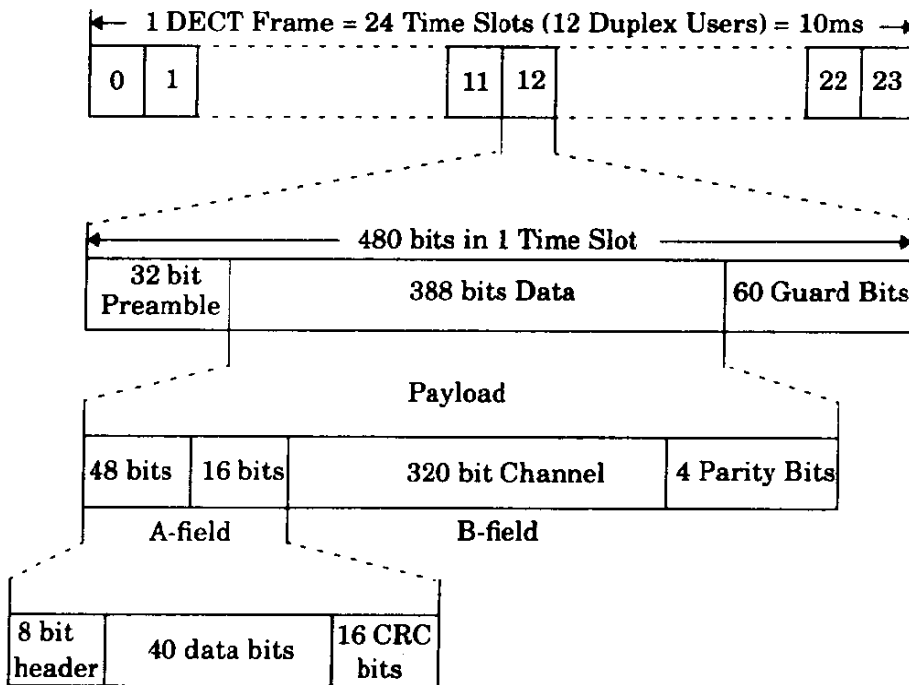 1 DECT Frame = 24 Time Slots (12 Duplex Users) = 10ms
0 1 11 12 22 23
480 bits in 1 Time Slot
32 bit
Preamble
388 bits Data
60 Guard Bits
Payload
48 bits 16 bits 320 bit Channel 4 Parity Bits
A-field B-field
8 bit
header
40 data bits
16 CRC
bits